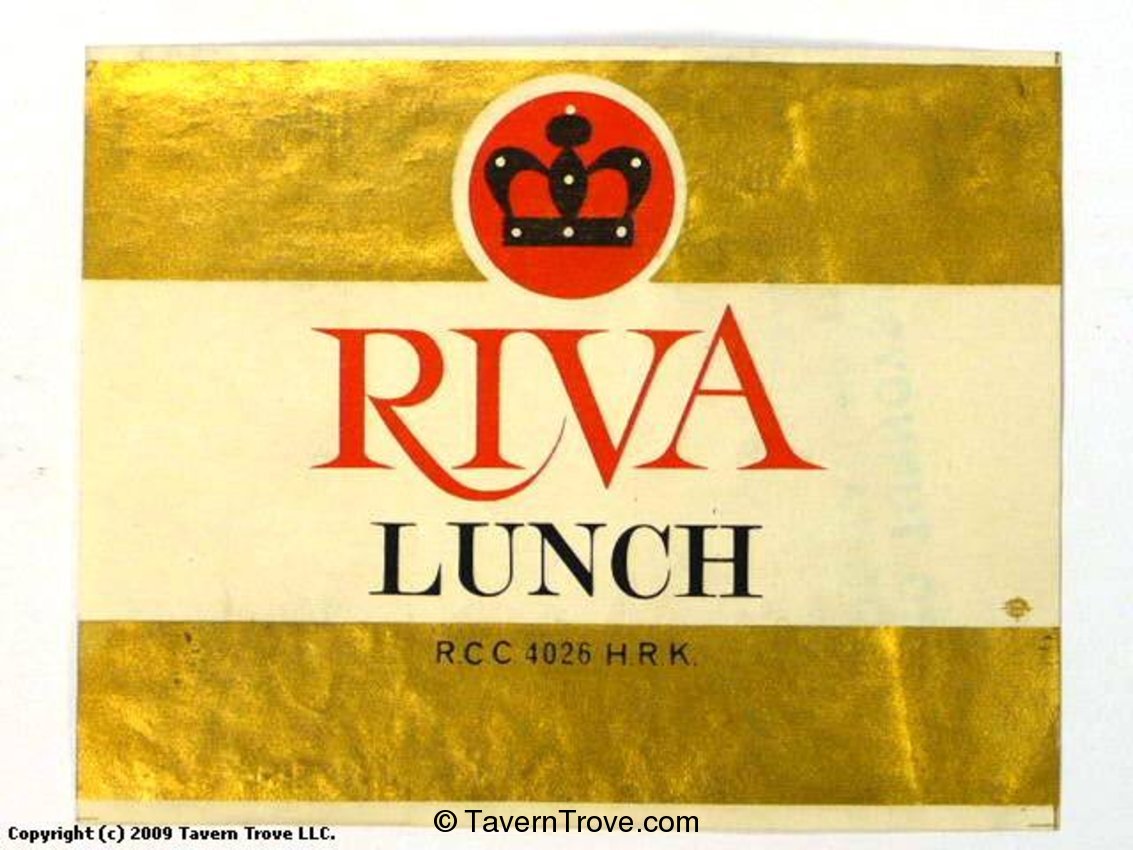 RIVA
LUNCH
R.C C 4026 H.R K.
© TavernTrove.com
Copyright (c) 2009 Tavern Trove LLC.